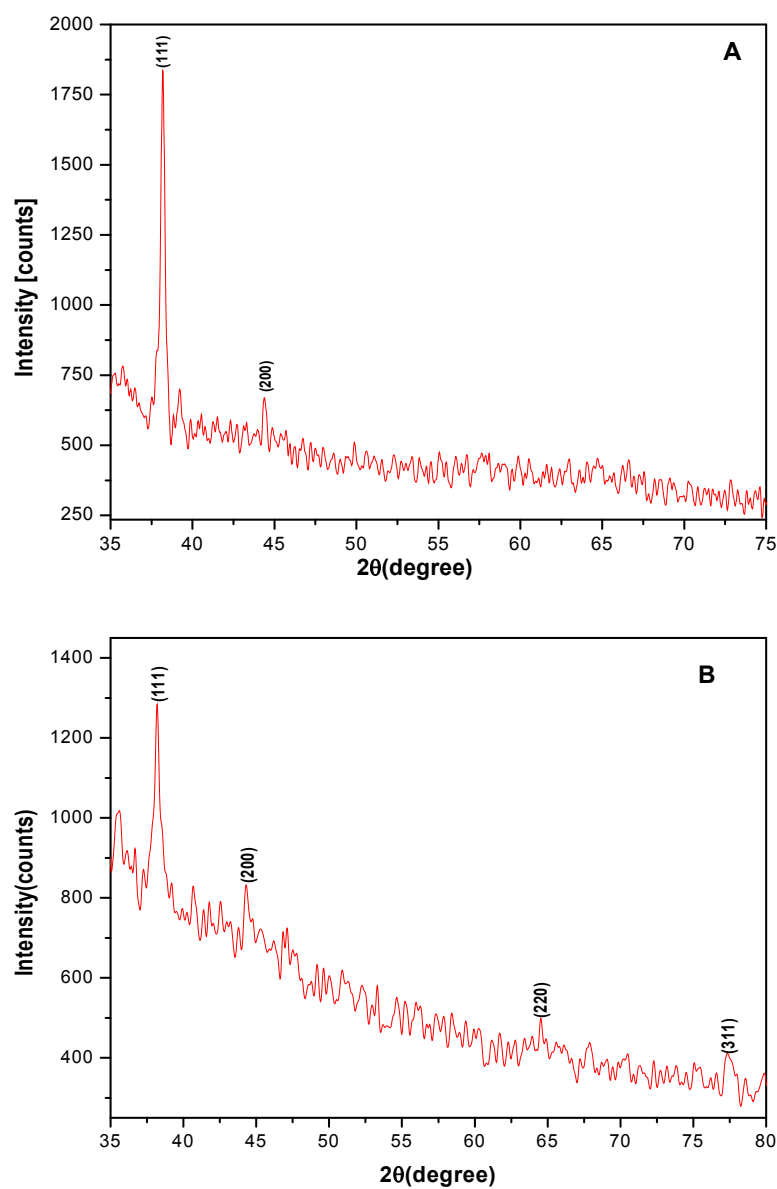 A
(111)
(200)
2000
1750
1500
1250
1000
750
500
250
Intensity [counts]
35 40 45 50 55 60 65 70 75
2θ(degree)
B
(111)
(200)
(220)
(311)
1400
1200
1000
800
600
400
Intensity(counts)
35 40 45 50 55 60 65 70 75 80
2θ(degree)